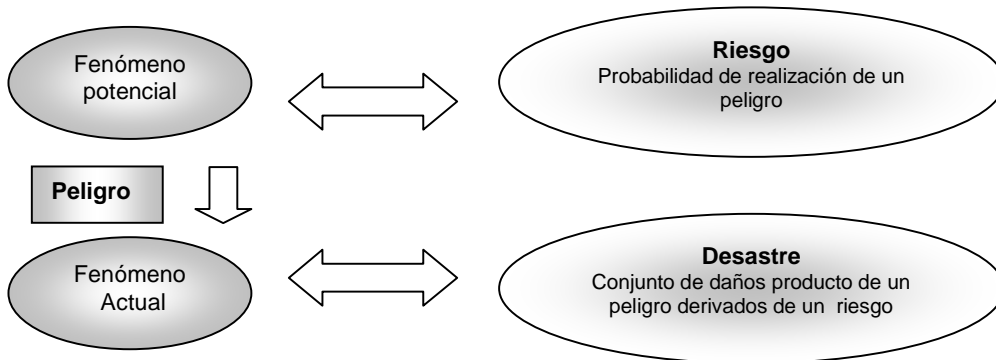 Fenómeno
potencial
Riesgo
Probabilidad de realización de un
peligro
Peligro
Fenómeno
Actual
Desastre
Conjunto de daños producto de un
peligro derivados de un riesgo